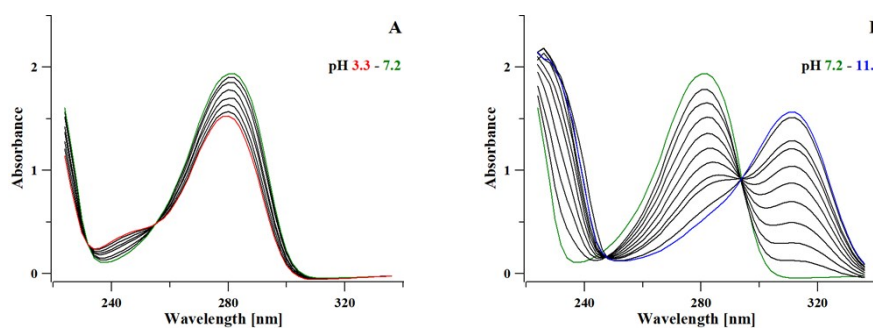 A
pH 3.3 - 7.2
2
1
0
Absorbance
240
280
320
Wavelength [nm]
pH 7.2 - 11.
2
1
0
Absorbance
240
280
320
Wavelength [nm]